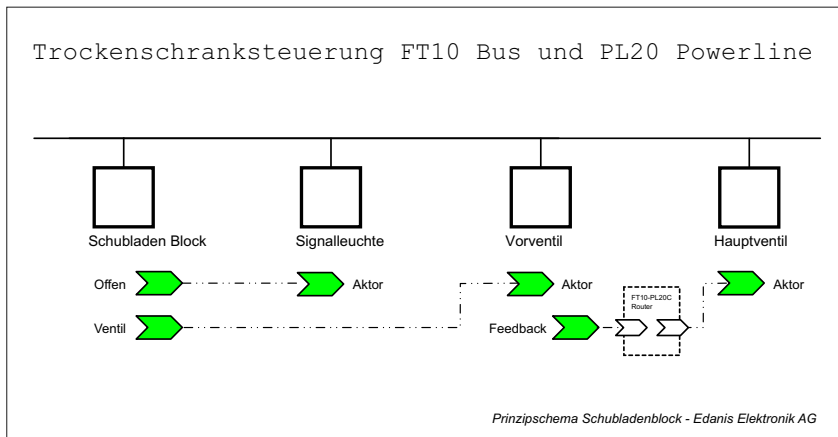 Trockenschranksteuerung FT10 Bus und PL20 Powerline
Schubladen Block
Signalleuchte
Vorventil
Hauptventil
Offen
Aktor
Aktor
Aktor
FT10-PL20C
Router
Ventil
Feedback
Prinzipschema Schubladenblock - Edanis Elektronik AG